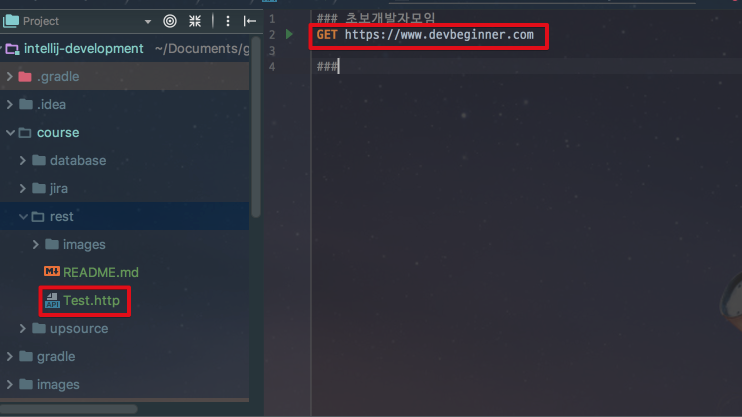 Project
intellij-development ~/Documents/g
.gradle
.idea
course
database
jira
rest
images
README.md
Test.http
upsource
gradle
images
1 ### 초보개발자모임
2 GET https://www.devbeginner.com
3
4 ###